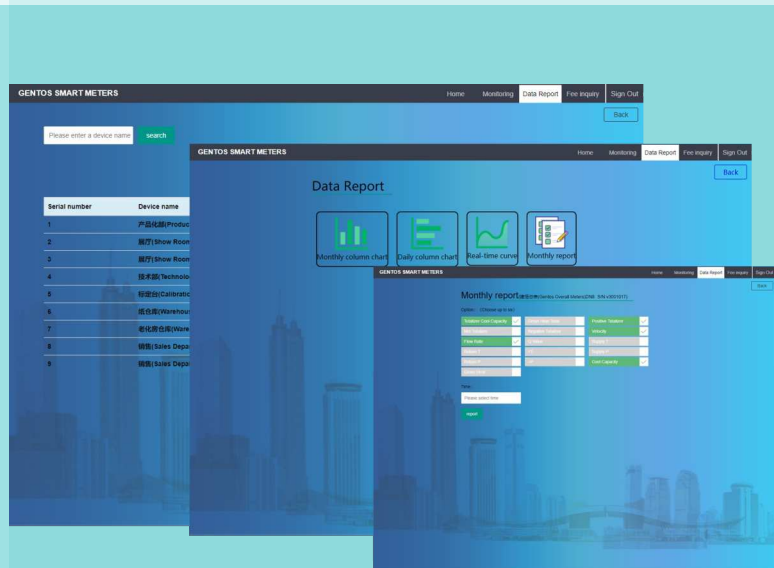 GENTOS SMART METERS
Home Monitoring Data Report Fee inquiry Sign Out
Back
Please enter a device name search
Serial number Device name
1 产品化部(Produc
2 展厅(Show Room
3 展厅(Show Room
4 技术部(Technolo
5 标定台(Calibratio
6 纸仓库(Warehous
7 老化房仓库(Ware
8 销售(Sales Depa
9 销售(Sales Depa
GENTOS SMART METERS
Home Monitoring Data Report Fee inquiry Sign Out
Back
Data Report
Monthly column chart Daily column chart Real-time curve Monthly report
GENTOS SMART METERS
Home Monitoring Data Report Fee inquiry Sign Out
Back
Monthly report
Positive Totalizer
Velocity
Flow Rate
Used Capacity
Time:
Please select time
report